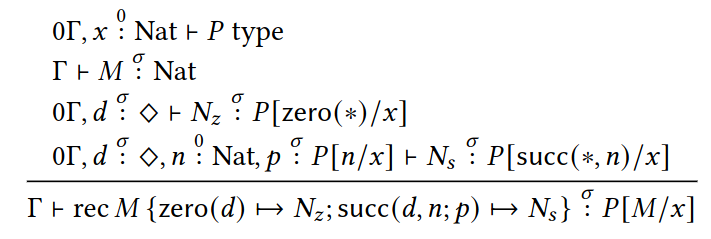 0Γ, x :⁰ Nat ⊢ P type
Γ ⊢ M :^σ Nat
0Γ, d :^σ ◇ ⊢ N_z :^σ P[zero(∗)/x]
0Γ, d :^σ ◇, n :⁰ Nat, p :^σ P[n/x] ⊢ N_s :^σ P[succ(∗, n)/x]
Γ ⊢ rec M {zero(d) ↦ N_z; succ(d, n; p) ↦ N_s} :^σ P[M/x]